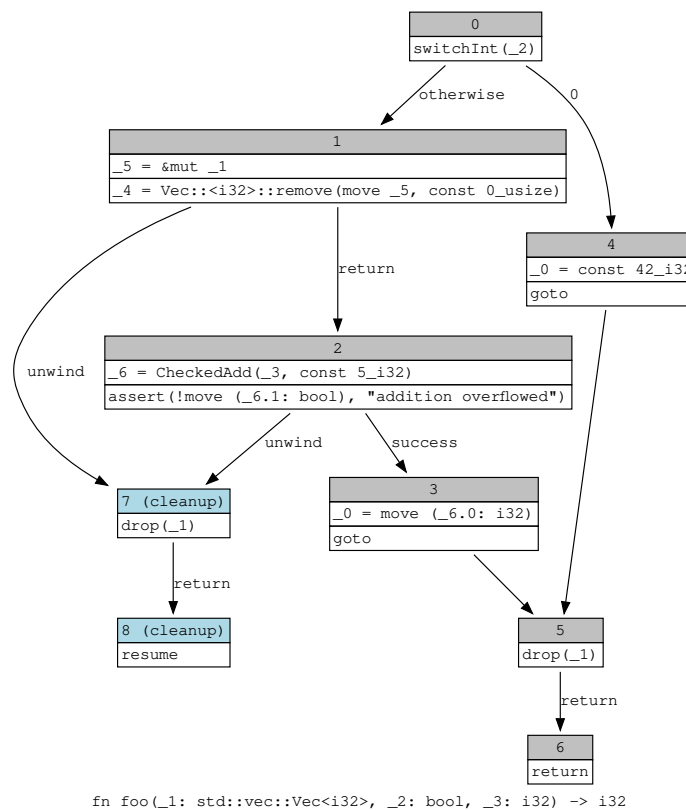 0
switchInt(_2)
otherwise
0
1
_5 = &mut _1
_4 = Vec::<i32>::remove(move _5, const 0_usize)
4
_0 = const 42_i32
goto
return
unwind
2
_6 = CheckedAdd(_3, const 5_i32)
assert(!move (_6.1: bool), "addition overflowed")
unwind
success
7 (cleanup)
drop(_1)
3
_0 = move (_6.0: i32)
goto
return
8 (cleanup)
resume
5
drop(_1)
return
6
return
fn foo(_1: std::vec::Vec<i32>, _2: bool, _3: i32) -> i32